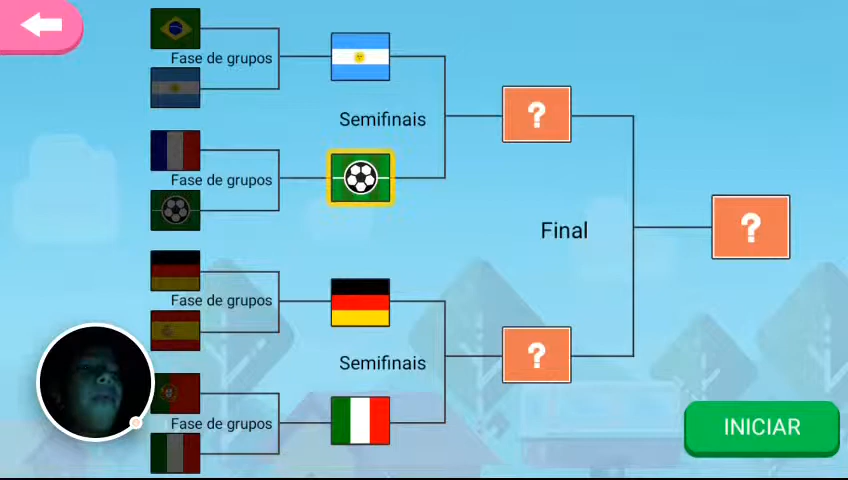 Fase de grupos
Semifinais
?
Fase de grupos
Final
?
Fase de grupos
Semifinais
?
Fase de grupos
INICIAR